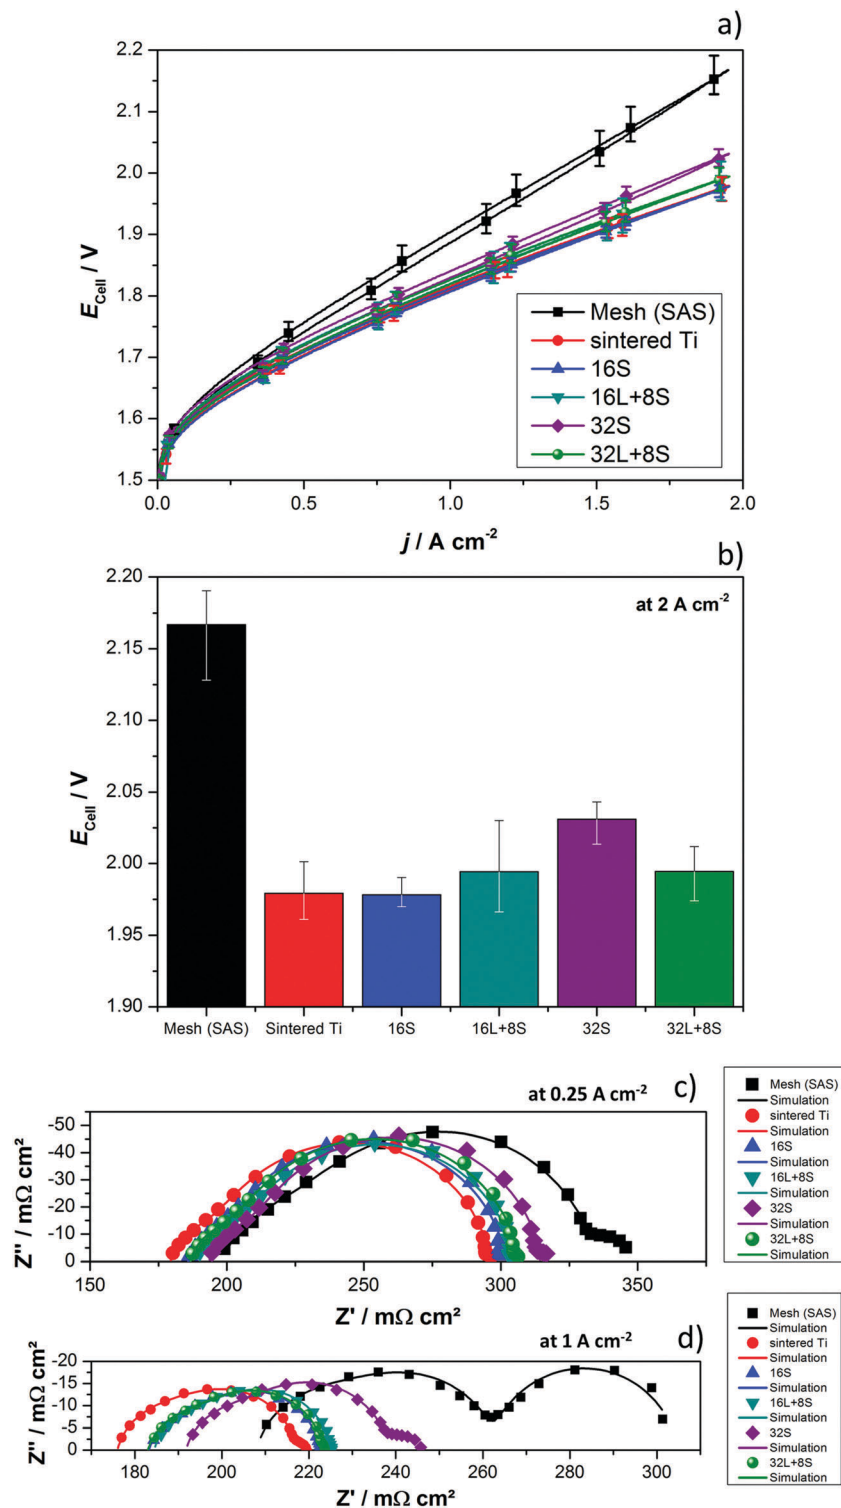 a)
2.2
2.1
2.0
1.9
1.8
1.7
1.6
1.5
E_Cell / V
0.0 0.5 1.0 1.5 2.0
j / A cm⁻²
Mesh (SAS)
sintered Ti
16S
16L+8S
32S
32L+8S
b)
at 2 A cm⁻²
2.20
2.15
2.10
2.05
2.00
1.95
1.90
E_Cell / V
Mesh (SAS) Sintered Ti 16S 16L+8S 32S 32L+8S
c)
at 0.25 A cm⁻²
-50
-40
-30
-20
-10
0
Z'' / mΩ cm²
150 200 250 300 350
Z' / mΩ cm²
Mesh (SAS)
Simulation
sintered Ti
Simulation
16S
Simulation
16L+8S
Simulation
32S
Simulation
32L+8S
Simulation
d)
at 1 A cm⁻²
-20
-15
-10
-5
0
Z'' / mΩ cm²
180 200 220 240 260 280 300
Z' / mΩ cm²
Mesh (SAS)
Simulation
sintered Ti
Simulation
16S
Simulation
16L+8S
Simulation
32S
Simulation
32L+8S
Simulation